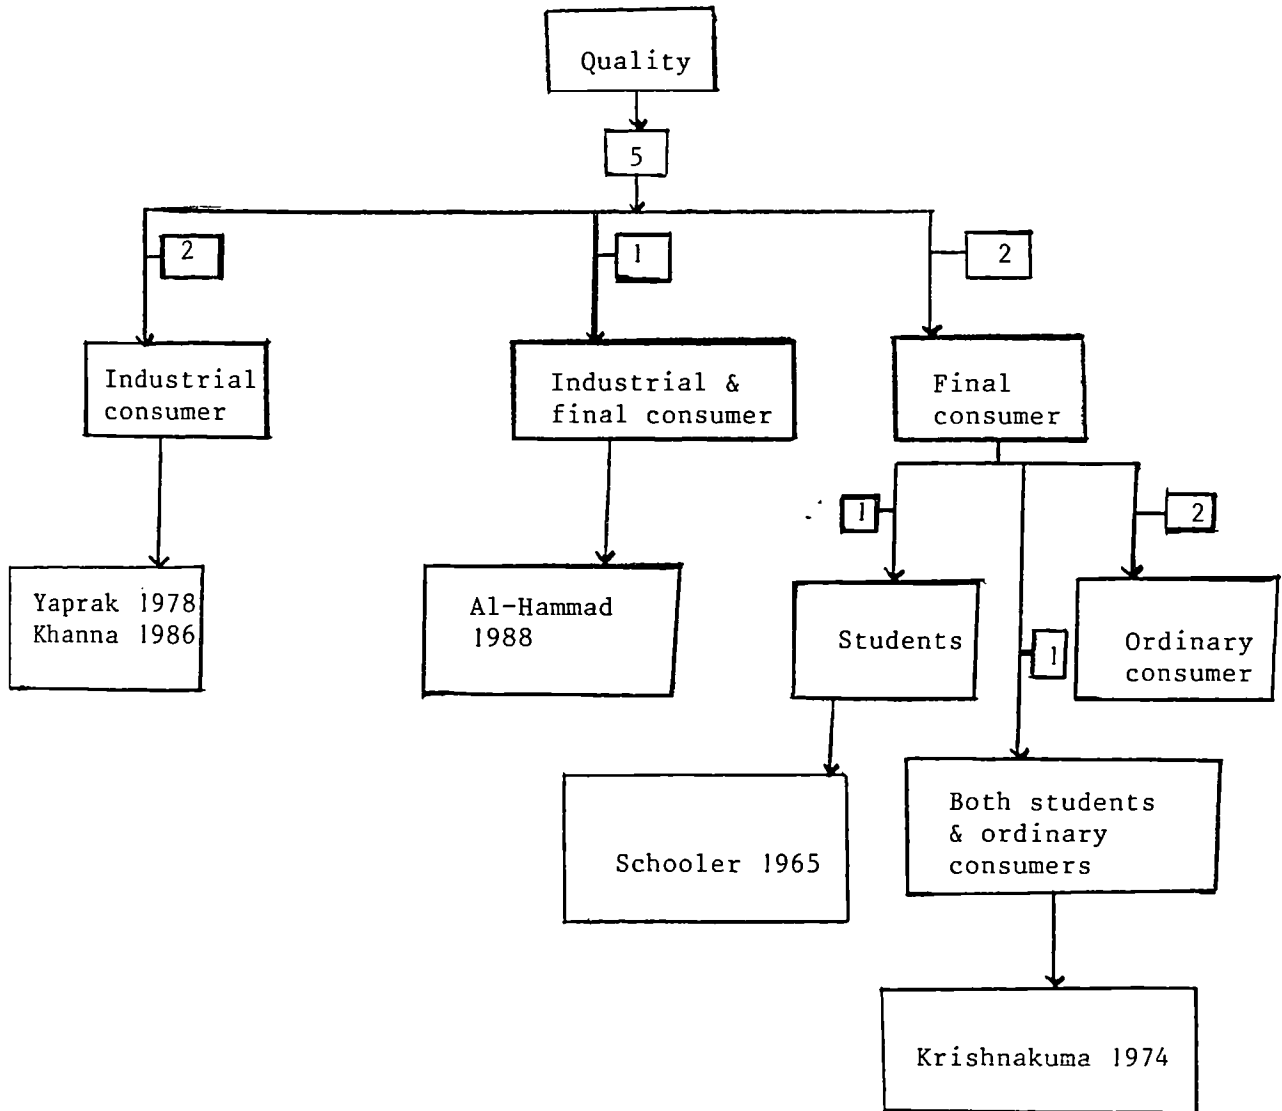 Quality
5
2
1
2
Industrial
consumer
Industrial &
final consumer
Final
consumer
1
2
Yaprak 1978
Khanna 1986
Al-Hammad
1988
Students
1
Ordinary
consumer
Schooler 1965
Both students
& ordinary
consumers
Krishnakuma 1974